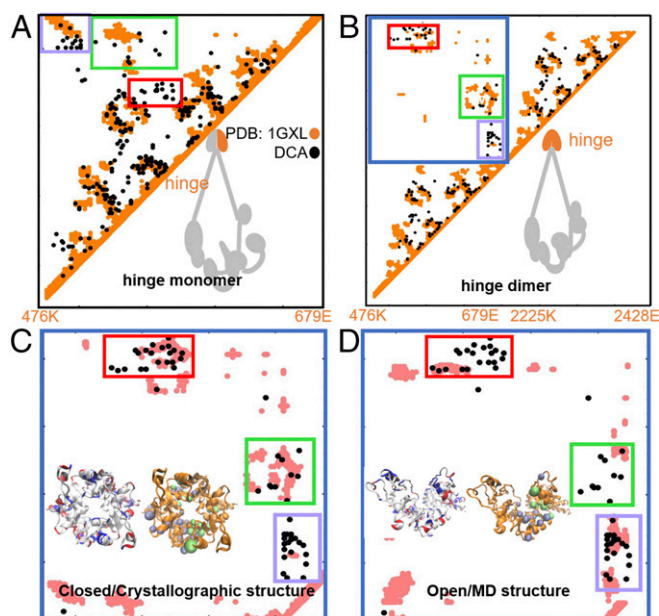 A
B
PDB: 1GXL
DCA
hinge
hinge
hinge monomer
hinge dimer
476K
679E
476K
679E
2225K
2428E
C
D
Closed/Crystallographic structure
Open/MD structure